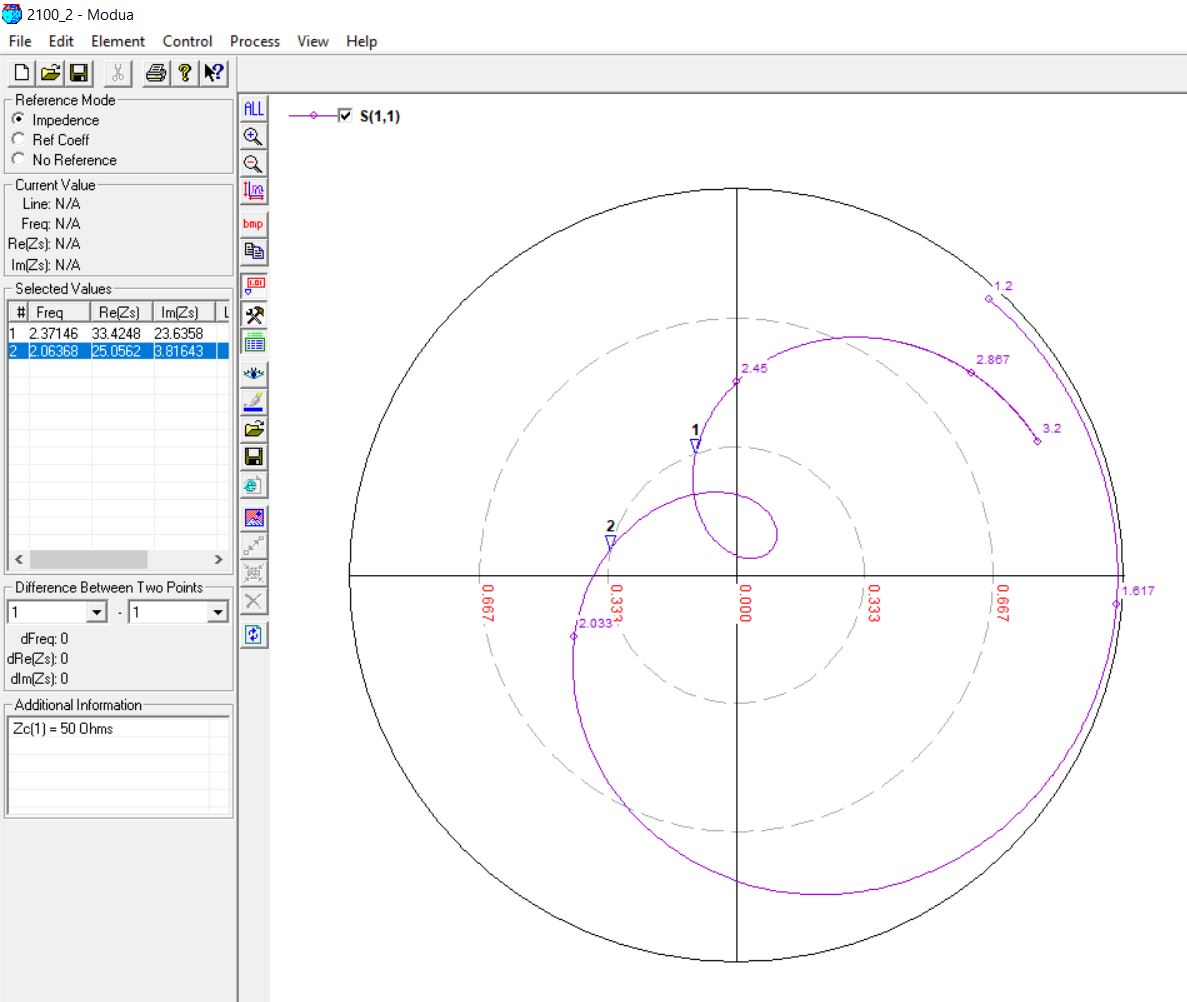 2100_2 - Modua
File Edit Element Control Process View Help
Reference Mode
Impedence
Ref Coeff
No Reference
Current Value
Line: N/A
Freq: N/A
Re(Zs): N/A
Im(Zs): N/A
Selected Values
# Freq Re(Zs) Im(Zs) L
1 2.37146 33.4248 23.6358
2 2.06368 25.0562 3.81643
Difference Between Two Points
1 - 1
dFreq: 0
dRe(Zs): 0
dIm(Zs): 0
Additional Information
Zc(1) = 50 Ohms
ALL
bmp
1.01
S(1,1)
1.2
2.867
2.45
3.2
1
2
1.617
2.033
0.667
0.333
0.000
0.333
0.667